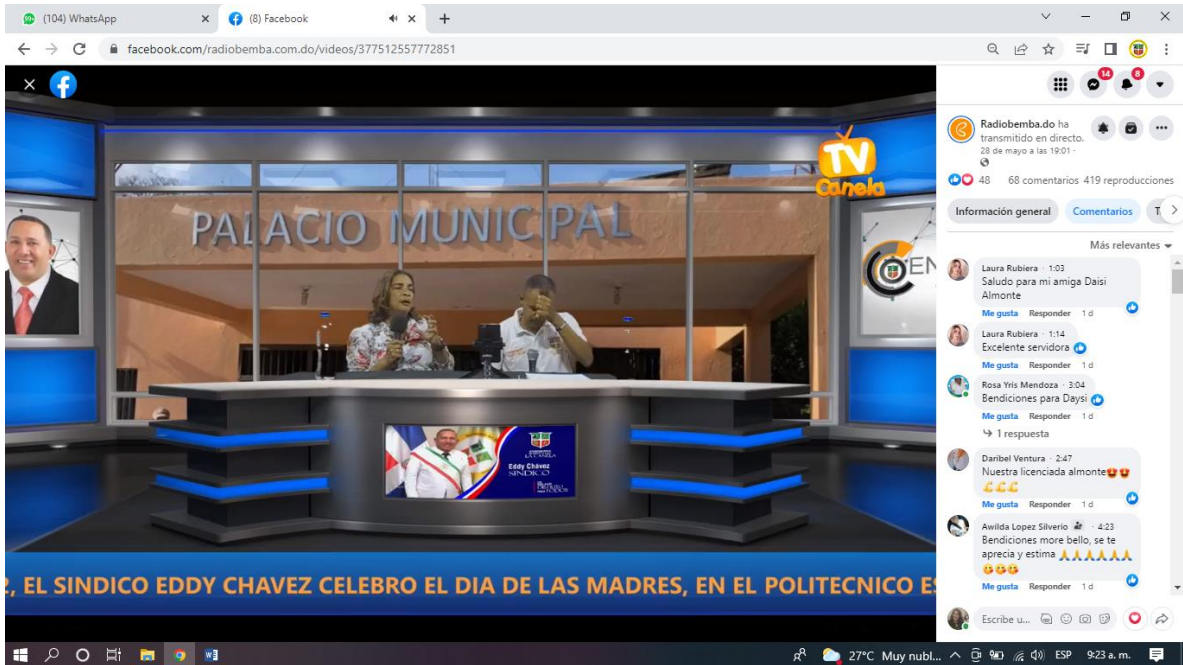 (104) WhatsApp
(8) Facebook
facebook.com/radiobemba.com.do/videos/377512557772851
14
8
TV
Canela
PALACIO MUNICIPAL
EN
Eddy Chávez
SINDICO
, EL SINDICO EDDY CHAVEZ CELEBRO EL DIA DE LAS MADRES, EN EL POLITECNICO ES
Radiobemba.do ha
transmitido en directo.
28 de mayo a las 19:01 ·
48 68 comentarios 419 reproducciones
Información general Comentarios T
Más relevantes
Laura Rubiera · 1:03
Saludo para mi amiga Daisi
Almonte
Me gusta Responder 1 d
Laura Rubiera · 1:14
Excelente servidora
Me gusta Responder 1 d
Rosa Yris Mendoza · 3:04
Bendiciones para Daysi
Me gusta Responder 1 d
1 respuesta
Daribel Ventura · 2:47
Nuestra licenciada almonte😍😍
💪💪💪
Me gusta Responder 1 d
Awilda Lopez Silverio · 4:23
Bendiciones more bello, se te
aprecia y estima 🙏🙏🙏🙏🙏🙏
🥰🥰🥰
Me gusta Responder 1 d
Escribe u...
27°C Muy nubl... ESP 9:23 a. m.